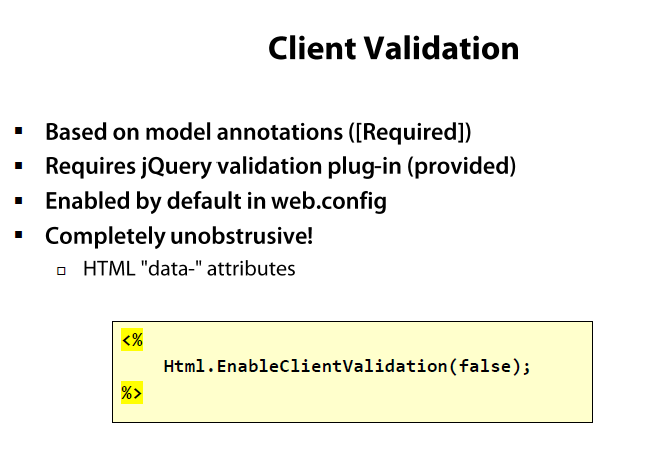 Client Validation
Based on model annotations ([Required])
Requires jQuery validation plug-in (provided)
Enabled by default in web.config
Completely unobstrusive!
HTML "data-" attributes
<%
Html.EnableClientValidation(false);
%>